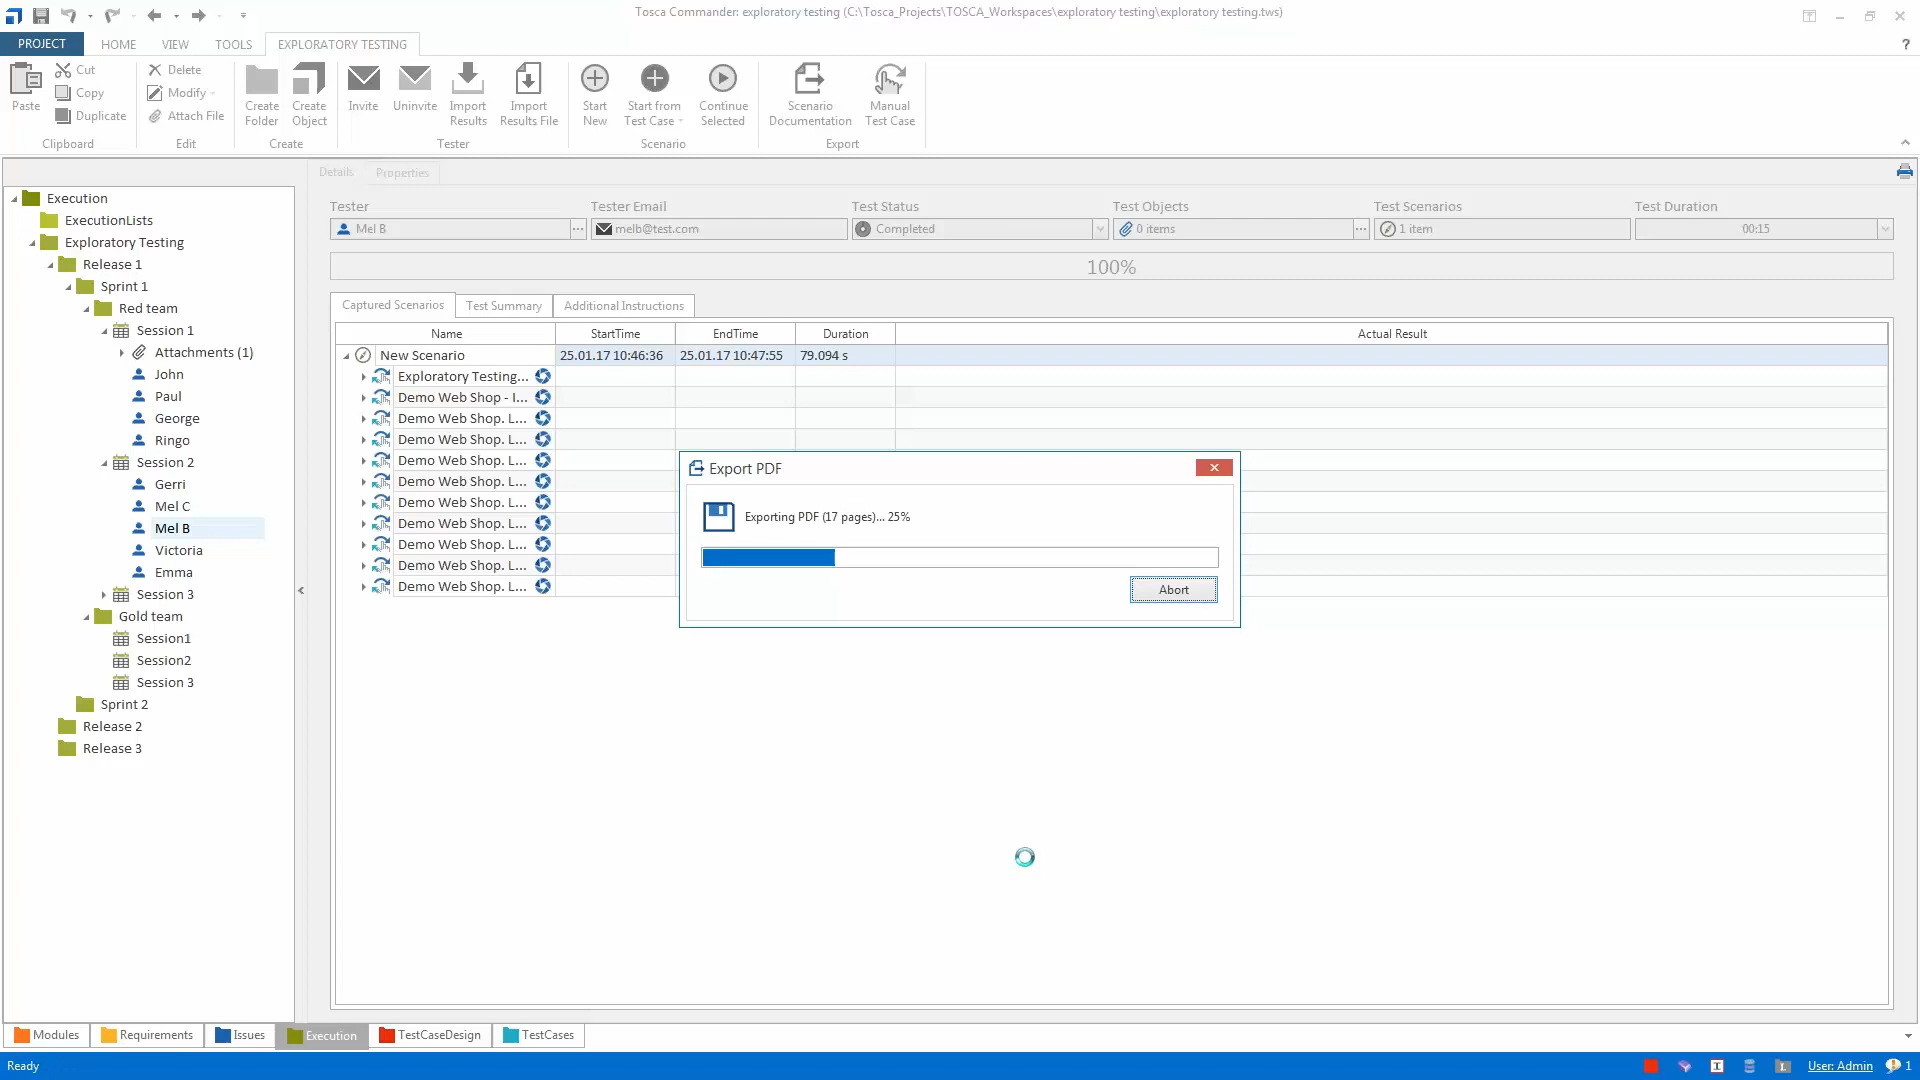 Tosca Commander: exploratory testing (C:\Tosca_Projects\TOSCA_Workspaces\exploratory testing\exploratory testing.tws)
PROJECT HOME VIEW TOOLS EXPLORATORY TESTING ?
Paste
Cut
Copy
Duplicate
Clipboard
Delete
Modify
Attach File
Edit
Create Folder
Create Object
Create
Invite
Uninvite
Import Results
Import Results File
Tester
Start New
Start from Test Case
Continue Selected
Scenario
Scenario Documentation
Manual Test Case
Export
Execution
ExecutionLists
Exploratory Testing
Release 1
Sprint 1
Red team
Session 1
Attachments (1)
John
Paul
George
Ringo
Session 2
Gerri
Mel C
Mel B
Victoria
Emma
Session 3
Gold team
Session1
Session2
Session 3
Sprint 2
Release 2
Release 3
Details Properties
Tester Tester Email Test Status Test Objects Test Scenarios Test Duration
Mel B melb@test.com Completed 0 items 1 item 00:15
100%
Captured Scenarios Test Summary Additional Instructions
Name StartTime EndTime Duration Actual Result
New Scenario 25.01.17 10:46:36 25.01.17 10:47:55 79.094 s
Exploratory Testing...
Demo Web Shop - I...
Demo Web Shop. L...
Demo Web Shop. L...
Demo Web Shop. L...
Demo Web Shop. L...
Demo Web Shop. L...
Demo Web Shop. L...
Demo Web Shop. L...
Demo Web Shop. L...
Demo Web Shop. L...
Export PDF
Exporting PDF (17 pages)... 25%
Abort
Modules Requirements Issues Execution TestCaseDesign TestCases
Ready User: Admin 1